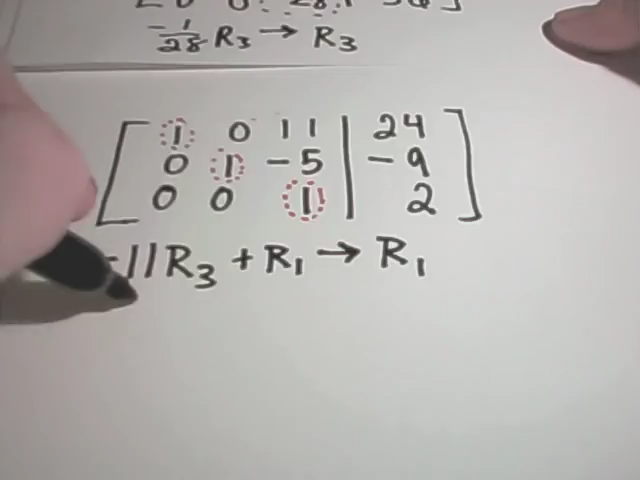 -1/28 R₃ → R₃
[ 1 0 11 | 24 ]
[ 0 1 -5 | -9 ]
[ 0 0 1 | 2 ]
-11R₃ + R₁ → R₁